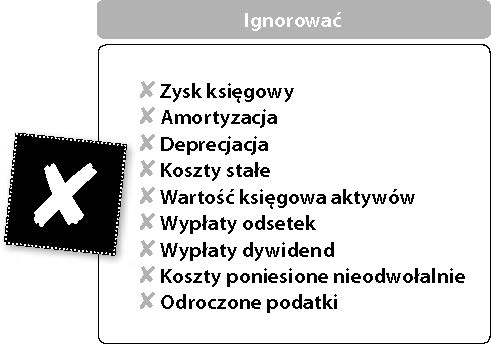 Ignorować
Zysk księgowy
Amortyzacja
Deprecjacja
Koszty stałe
Wartość księgowa aktywów
Wypłaty odsetek
Wypłaty dywidend
Koszty poniesione nieodwołalnie
Odroczone podatki